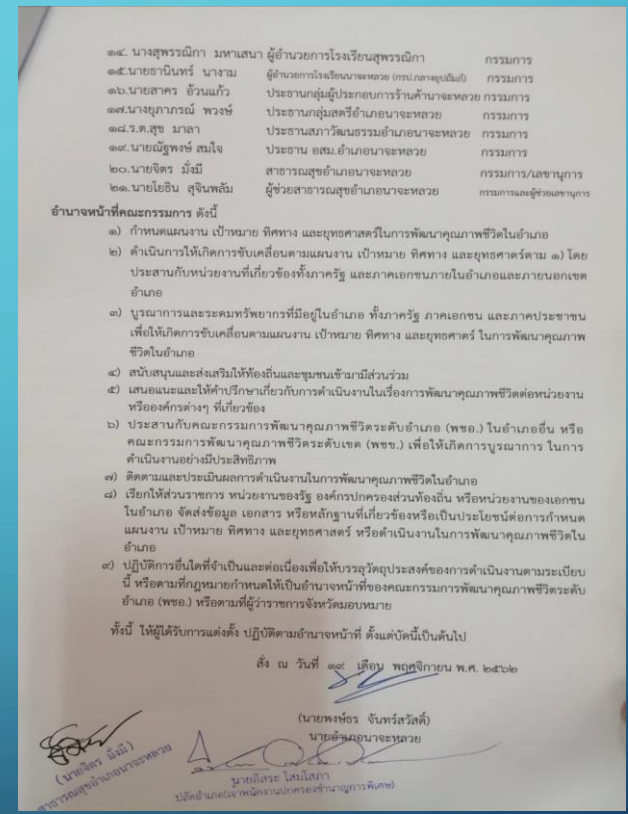 ๑๔. นางสุพรรณิกา มหาเสนา ผู้อำนวยการโรงเรียนสุพรรณิกา กรรมการ
๑๕.นายธานินทร์ นางาม ผู้อำนวยการโรงเรียนนาจะหลวย (กรป.กลางอุปถัมภ์) กรรมการ
๑๖.นายสาคร อ้วนแก้ว ประธานกลุ่มผู้ประกอบการร้านค้านาจะหลวย กรรมการ
๑๗.นางยุภาภรณ์ พวงษ์ ประธานกลุ่มสตรีอำเภอนาจะหลวย กรรมการ
๑๘.ร.ต.สุข มาลา ประธานสภาวัฒนธรรมอำเภอนาจะหลวย กรรมการ
๑๙.นายณัฐพงษ์ สมใจ ประธาน อสม.อำเภอนาจะหลวย กรรมการ
๒๐.นายจิตร มั่งมี สาธารณสุขอำเภอนาจะหลวย กรรมการ/เลขานุการ
๒๑.นายโยธิน สุจินพลัม ผู้ช่วยสาธารณสุขอำเภอนาจะหลวย กรรมการและผู้ช่วยเลขานุการ
อำนาจหน้าที่คณะกรรมการ ดังนี้
๑) กำหนดแผนงาน เป้าหมาย ทิศทาง และยุทธศาสตร์ในการพัฒนาคุณภาพชีวิตในอำเภอ
๒) ดำเนินการให้เกิดการขับเคลื่อนตามแผนงาน เป้าหมาย ทิศทาง และยุทธศาตร์ตาม ๑) โดย
ประสานกับหน่วยงานที่เกี่ยวข้องทั้งภาครัฐ และภาคเอกชนภายในอำเภอและภายนอกเขต
อำเภอ
๓) บูรณาการและระดมทรัพยากรที่มีอยู่ในอำเภอ ทั้งภาครัฐ ภาคเอกชน และภาคประชาชน
เพื่อให้เกิดการขับเคลื่อนตามแผนงาน เป้าหมาย ทิศทาง และยุทธศาตร์ ในการพัฒนาคุณภาพ
ชีวิตในอำเภอ
๔) สนับสนุนและส่งเสริมให้ท้องถิ่นและชุมชนเข้ามามีส่วนร่วม
๕) เสนอแนะและให้คำปรึกษาเกี่ยวกับการดำเนินงานในเรื่องการพัฒนาคุณภาพชีวิตต่อหน่วยงาน
หรือองค์กรต่างๆ ที่เกี่ยวข้อง
๖) ประสานกับคณะกรรมการพัฒนาคุณภาพชีวิตระดับอำเภอ (พชอ.) ในอำเภออื่น หรือ
คณะกรรมการพัฒนาคุณภาพชีวิตระดับเขต (พชข.) เพื่อให้เกิดการบูรณาการ ในการ
ดำเนินงานอย่างมีประสิทธิภาพ
๗) ติดตามและประเมินผลการดำเนินงานในการพัฒนาคุณภาพชีวิตในอำเภอ
๘) เรียกให้ส่วนราชการ หน่วยงานของรัฐ องค์กรปกครองส่วนท้องถิ่น หรือหน่วยงานของเอกชน
ในอำเภอ จัดส่งข้อมูล เอกสาร หรือหลักฐานที่เกี่ยวข้องหรือเป็นประโยชน์ต่อการกำหนด
แผนงาน เป้าหมาย ทิศทาง และยุทธศาสตร์ หรือดำเนินงานในการพัฒนาคุณภาพชีวิตใน
อำเภอ
๙) ปฏิบัติการอื่นใดที่จำเป็นและต่อเนื่องเพื่อให้บรรลุวัตถุประสงค์ของการดำเนินงานตามระเบียบ
นี้ หรือตามที่กฎหมายกำหนดให้เป็นอำนาจหน้าที่ของคณะกรรมการพัฒนาคุณภาพชีวิตระดับ
อำเภอ (พชอ.) หรือตามที่ผู้ว่าราชการจังหวัดมอบหมาย
ทั้งนี้ ให้ผู้ได้รับการแต่งตั้ง ปฏิบัติตามอำนาจหน้าที่ ตั้งแต่บัดนี้เป็นต้นไป
สั่ง ณ วันที่ ๑๙ เดือน พฤศจิกายน พ.ศ. ๒๕๖๒
(นายพงษ์ธร จันทร์สวัสดิ์)
นายอำเภอนาจะหลวย
(นายจิตร มั่งมี)
สาธารณสุขอำเภอนาจะหลวย
นายอิสระ โสมโสภา
ปลัดอำเภอ(เจ้าพนักงานปกครองชำนาญการพิเศษ)